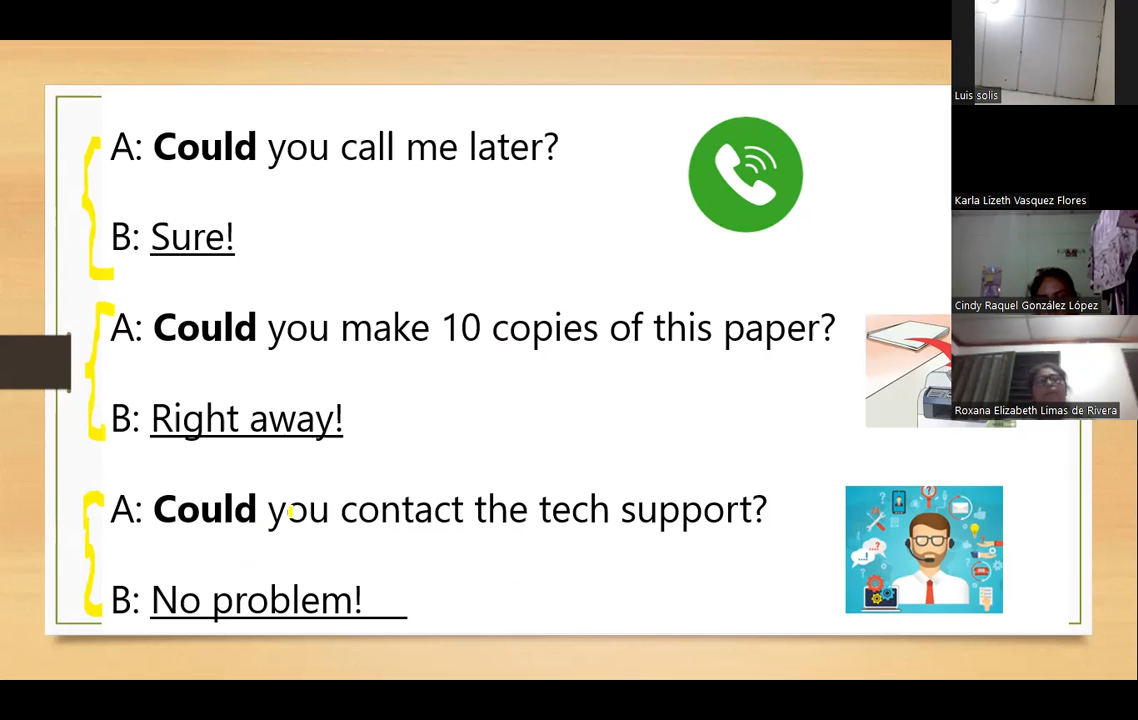 A: Could you call me later?
B: Sure!
A: Could you make 10 copies of this paper?
B: Right away!
A: Could you contact the tech support?
B: No problem!
Luis solis
Karla Lizeth Vasquez Flores
Cindy Raquel González López
Roxana Elizabeth Limas de Rivera